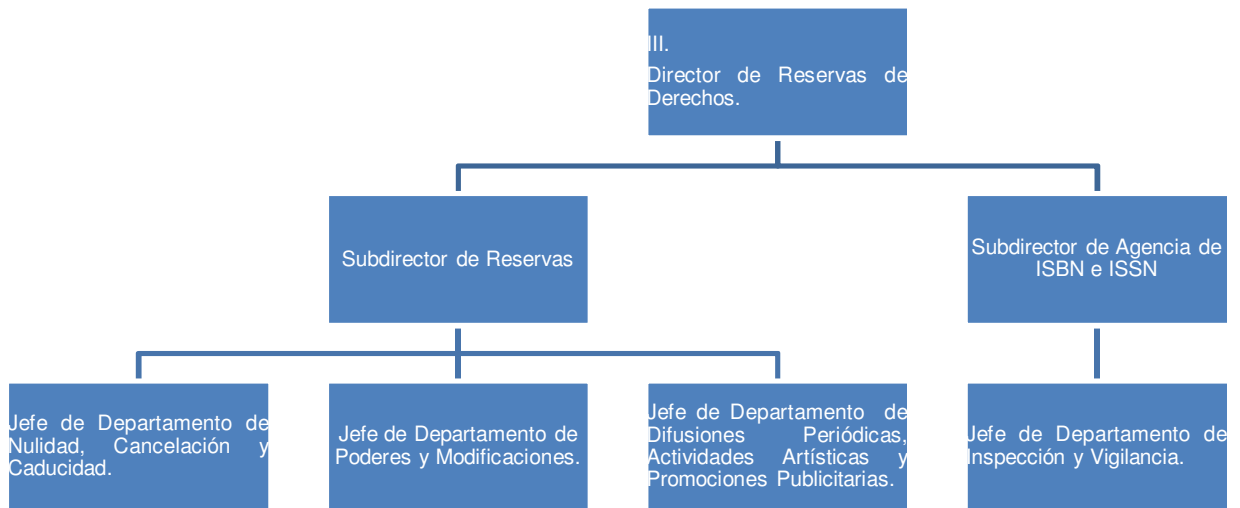 III.
Director de Reservas de
Derechos.
Subdirector de Reservas
Subdirector de Agencia de
ISBN e ISSN
Jefe de Departamento de
Nulidad, Cancelación y
Caducidad.
Jefe de Departamento de
Poderes y Modificaciones.
Jefe de Departamento de
Difusiones Periódicas,
Actividades Artísticas y
Promociones Publicitarias.
Jefe de Departamento de
Inspección y Vigilancia.